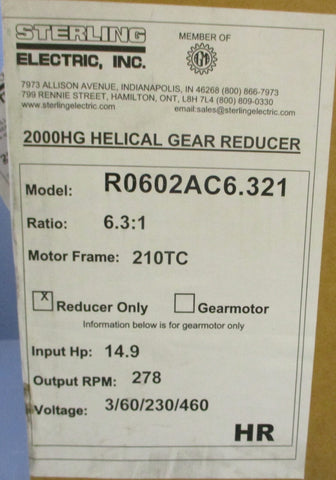 STERLING
ELECTRIC, INC.
MEMBER OF
7973 ALLISON AVENUE, INDIANAPOLIS, IN 46268 (800) 866-7973
799 RENNIE STREET, HAMILTON, ONT, L8H 7L4 (800) 809-0330
www.sterlingelectric.com email:sales@sterlingelectric.com
2000HG HELICAL GEAR REDUCER
Model: R0602AC6.321
Ratio: 6.3:1
Motor Frame: 210TC
X Reducer Only Gearmotor
Information below is for gearmotor only
Input Hp: 14.9
Output RPM: 278
Voltage: 3/60/230/460
HR